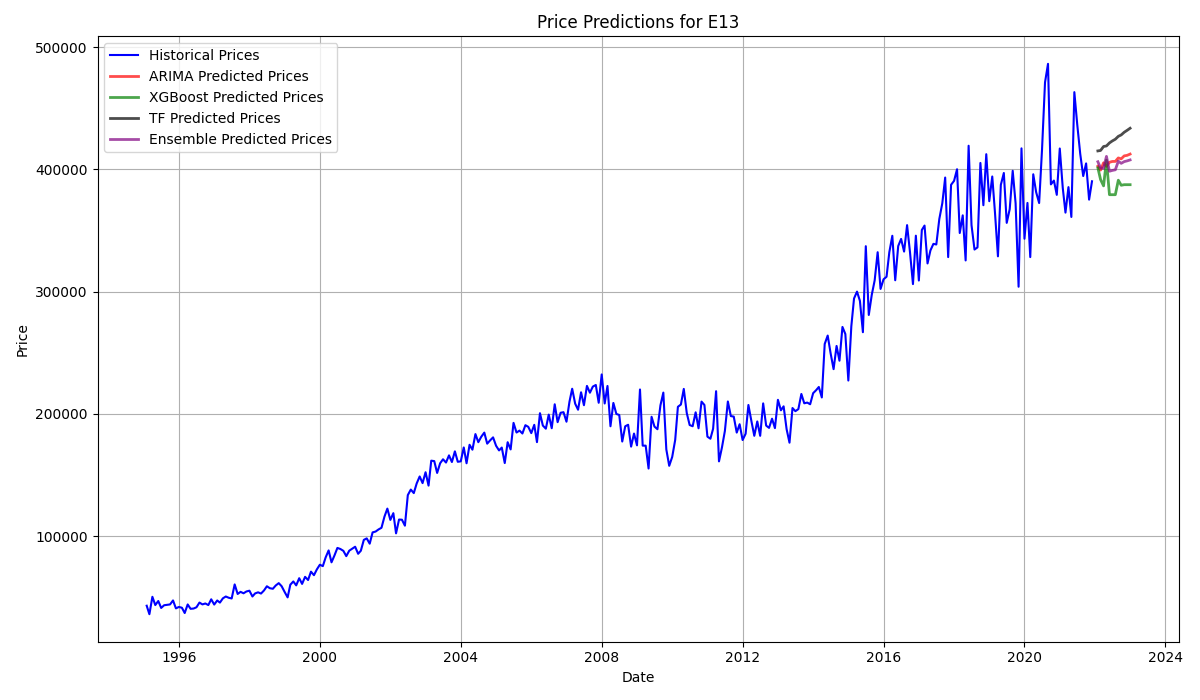 Price Predictions for E13
Historical Prices
ARIMA Predicted Prices
XGBoost Predicted Prices
TF Predicted Prices
Ensemble Predicted Prices
500000
400000
300000
200000
100000
Price
1996
2000
2004
2008
2012
2016
2020
2024
Date